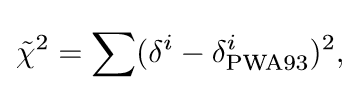 χ̃² = ∑(δⁱ − δⁱ_PWA93)²,